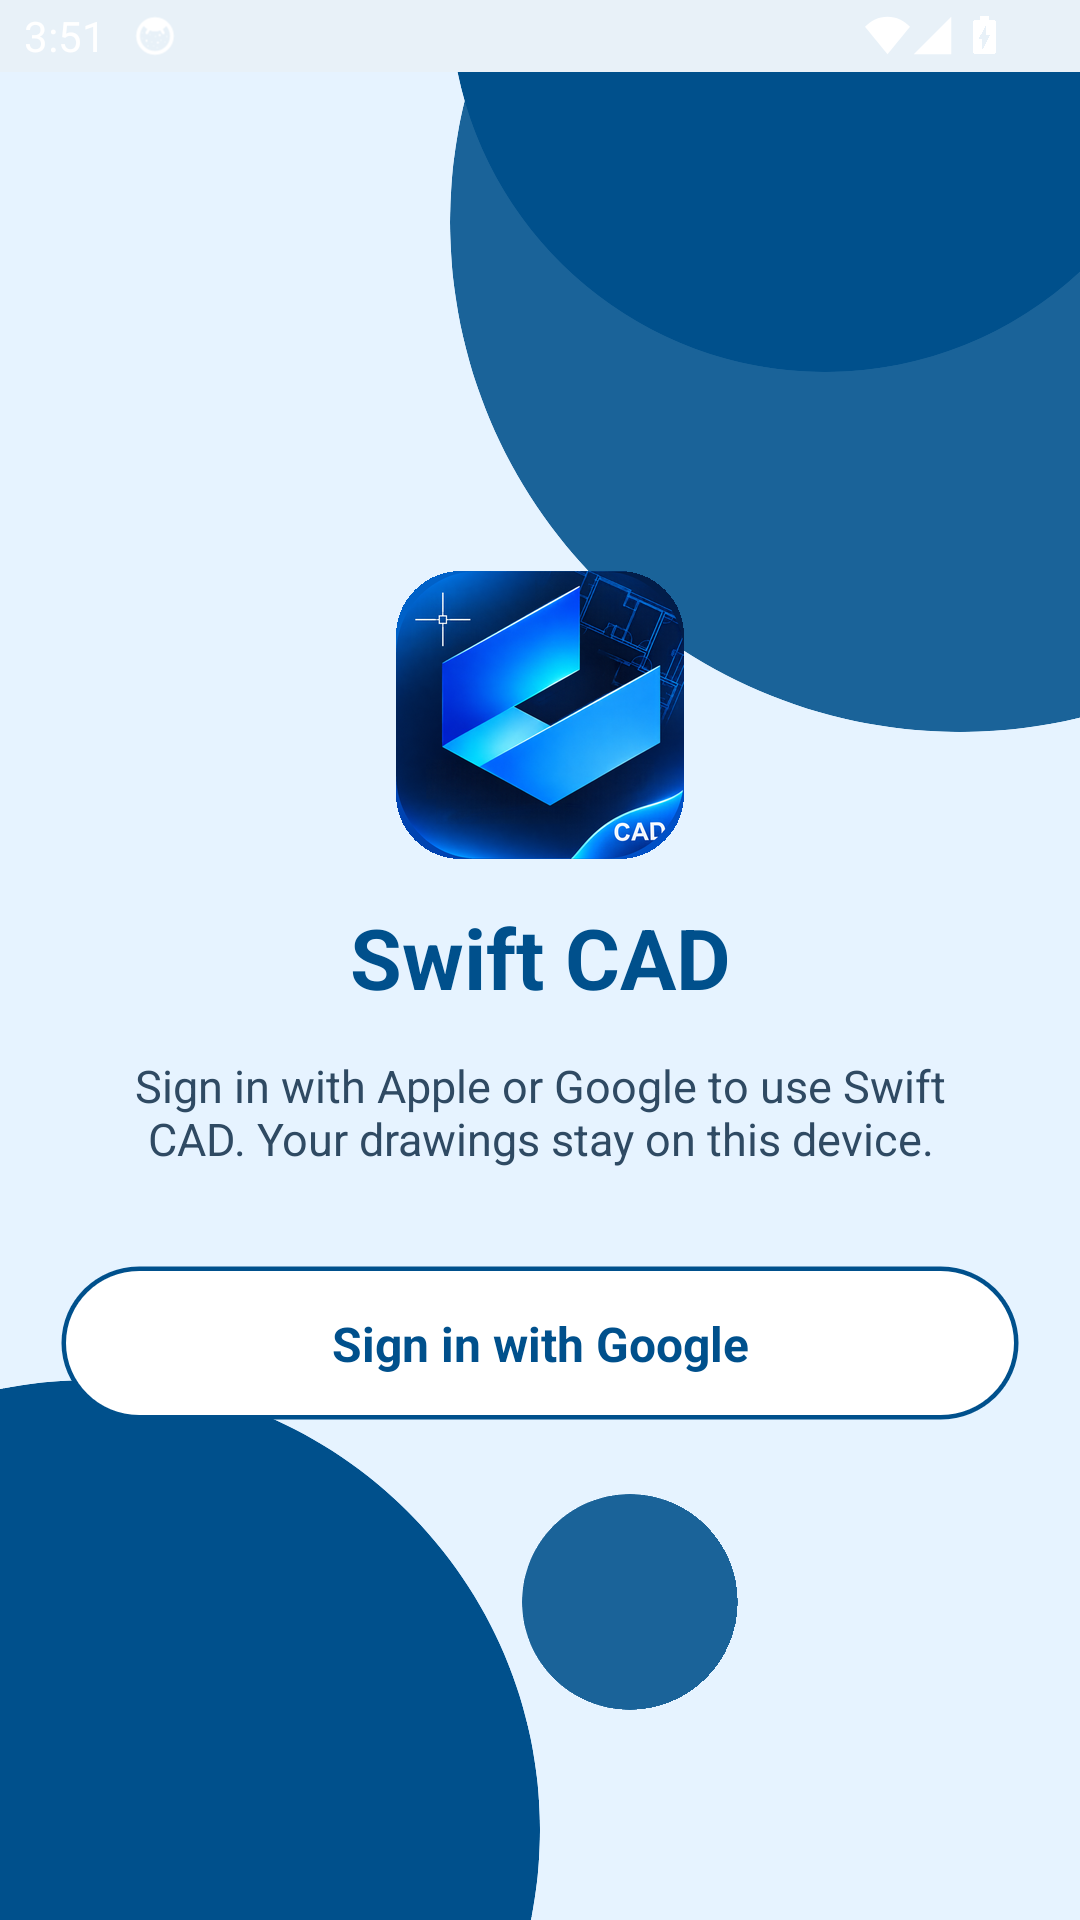 3:51
CAD
Swift CAD
Sign in with Apple or Google to use Swift
CAD. Your drawings stay on this device.
Sign in with Google